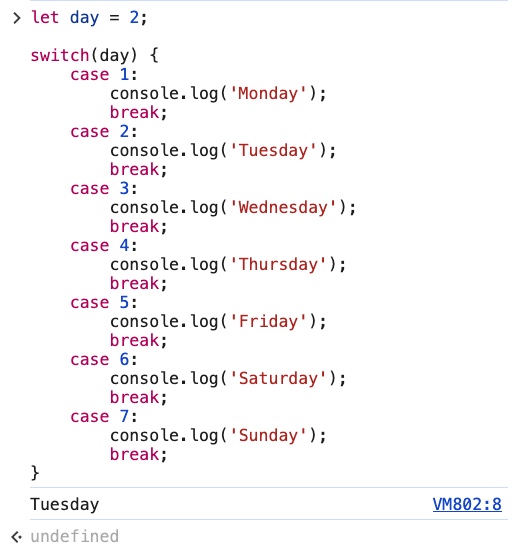 let day = 2;
switch(day) {
    case 1:
        console.log('Monday');
        break;
    case 2:
        console.log('Tuesday');
        break;
    case 3:
        console.log('Wednesday');
        break;
    case 4:
        console.log('Thursday');
        break;
    case 5:
        console.log('Friday');
        break;
    case 6:
        console.log('Saturday');
        break;
    case 7:
        console.log('Sunday');
        break;
}
Tuesday VM802:8
undefined